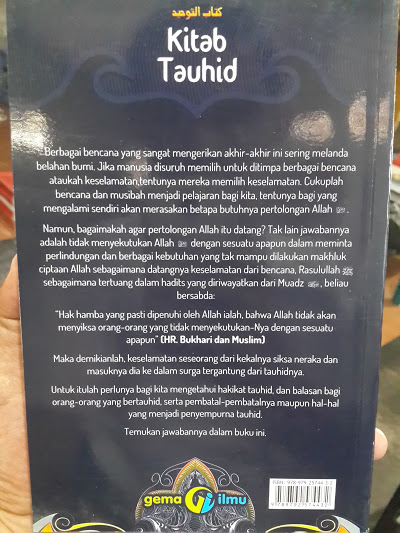 كتاب التوحيد
Kitab
Tauhid
Berbagai bencana yang sangat mengerikan akhir-akhir ini sering melanda
belahan bumi. Jika manusia disuruh memilih untuk ditimpa berbagai bencana
ataukah keselamatan,tentunya mereka memilih keselamatan. Cukuplah
bencana dan musibah menjadi pelajaran bagi kita, tentunya bagi yang
mengalami sendiri akan merasakan betapa butuhnya pertolongan Allah .
Namun, bagaimakah agar pertolongan Allah itu datang? Tak lain jawabannya
adalah tidak menyekutukan Allah dengan sesuatu apapun dalam meminta
perlindungan dan berbagai kebutuhan yang tak mampu dilakukan makhluk
ciptaan Allah sebagaimana datangnya keselamatan dari bencana, Rasulullah ﷺ
sebagaimana tertuang dalam hadits yang diriwayatkan dari Muadz , beliau
bersabda:
"Hak hamba yang pasti dipenuhi oleh Allah ialah, bahwa Allah tidak akan
menyiksa orang-orang yang tidak menyekutukan-Nya dengan sesuatu
apapun" (HR. Bukhari dan Muslim)
Maka demikianlah, keselamatan seseorang dari kekalnya siksa neraka dan
masuknya dia ke dalam surga tergantung dari tauhidnya.
Untuk itulah perlunya bagi kita mengetahui hakikat tauhid, dan balasan bagi
orang-orang yang bertauhid, serta pembatal-pembatalnya maupun hal-hal
yang menjadi penyempurna tauhid.
Temukan jawabannya dalam buku ini.
gema Gi ilmu